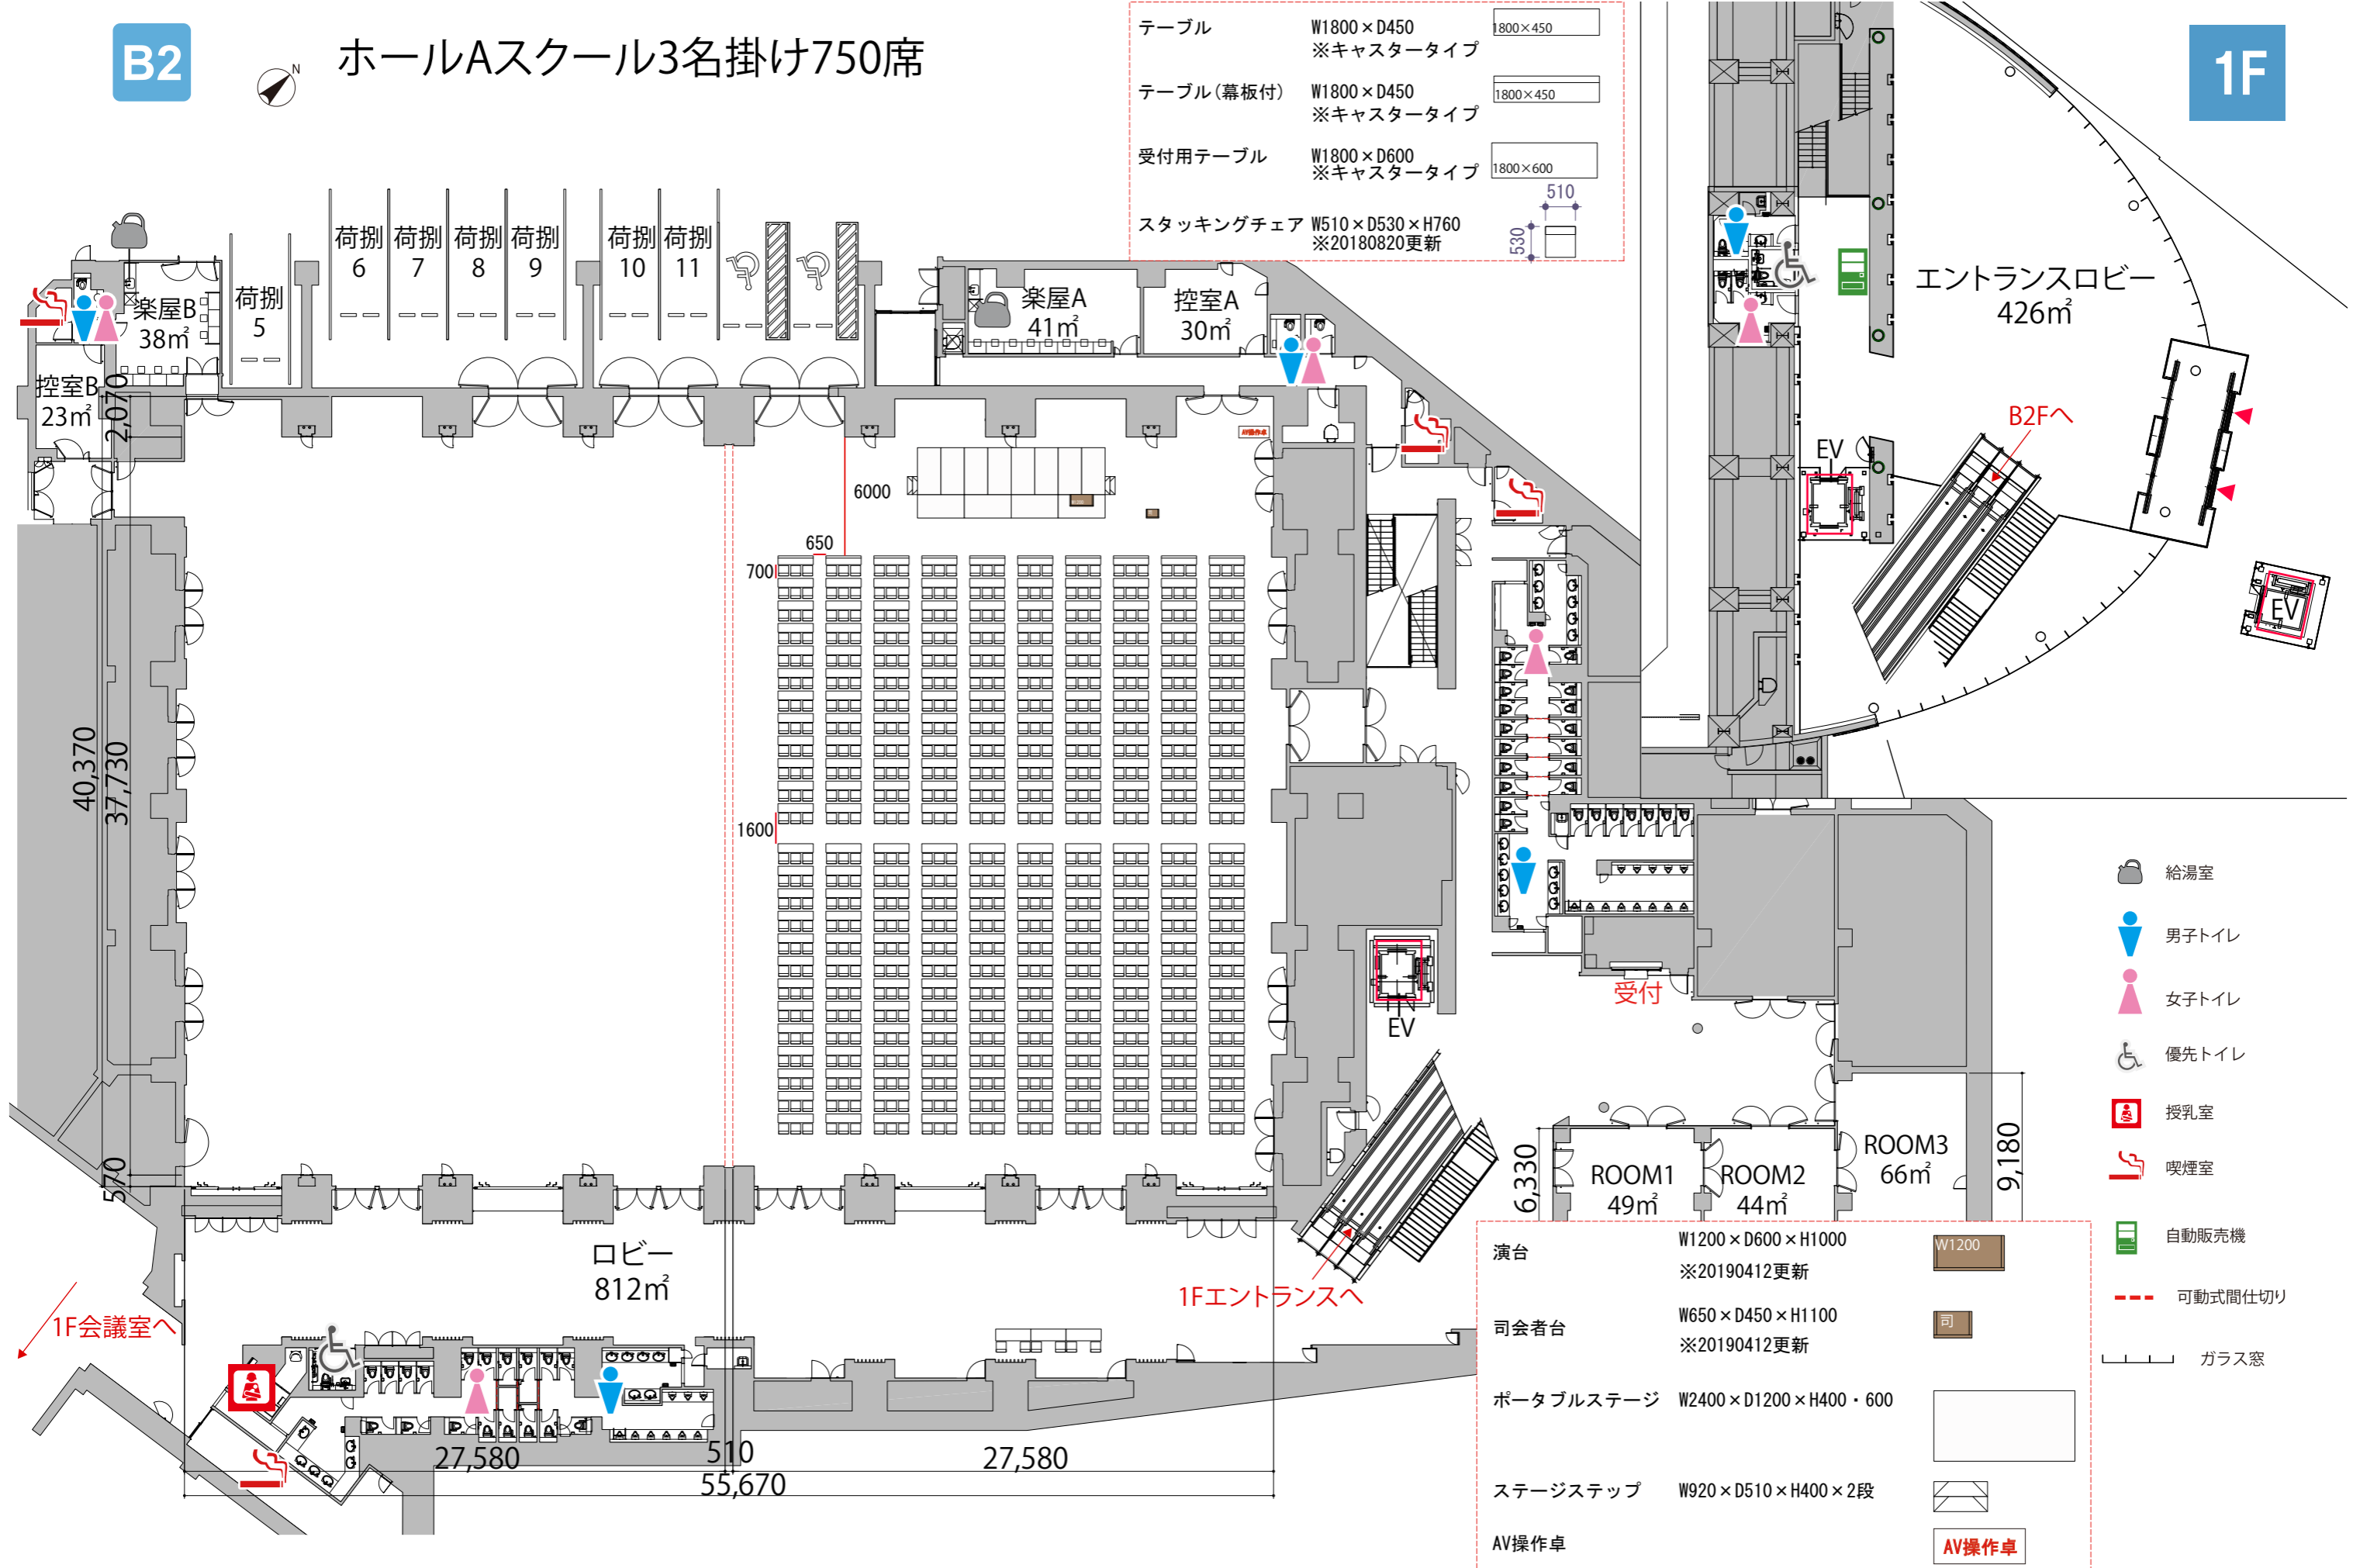 B2
ホールAスクール3名掛け750席
N
テーブル W1800×D450
※キャスタータイプ
1800×450
テーブル(幕板付) W1800×D450
※キャスタータイプ
1800×450
受付用テーブル W1800×D600
※キャスタータイプ
1800×600
スタッキングチェア W510×D530×H760
※20180820更新
510
530
1F
荷捌
5
荷捌
6
荷捌
7
荷捌
8
荷捌
9
荷捌
10
荷捌
11
楽屋B
38㎡
控室B
23㎡
楽屋A
41㎡
控室A
30㎡
エントランスロビー
426㎡
B2Fへ
EV
EV
AV操作卓
2,070
6000
650
700
1600
40,370
37,730
570
受付
EV
ROOM1
49㎡
ROOM2
44㎡
ROOM3
66㎡
6,330
9,180
ロビー
812㎡
1Fエントランスへ
1F会議室へ
27,580
510
27,580
55,670
給湯室
男子トイレ
女子トイレ
優先トイレ
授乳室
喫煙室
自動販売機
可動式間仕切り
ガラス窓
演台 W1200×D600×H1000
※20190412更新
W1200
司会者台 W650×D450×H1100
※20190412更新
司
ポータブルステージ W2400×D1200×H400・600
ステージステップ W920×D510×H400×2段
AV操作卓
AV操作卓